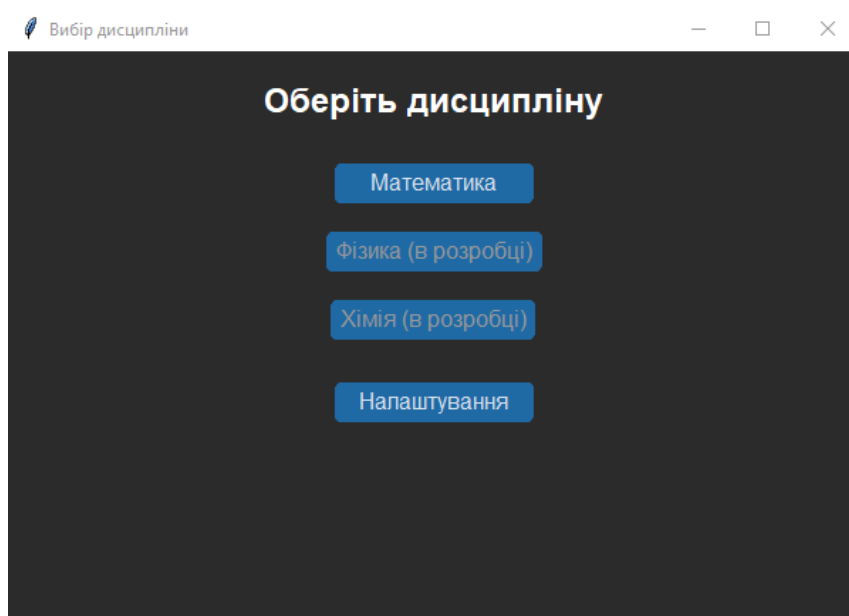 Вибір дисципліни
Оберіть дисципліну
Математика
Фізика (в розробці)
Хімія (в розробці)
Налаштування